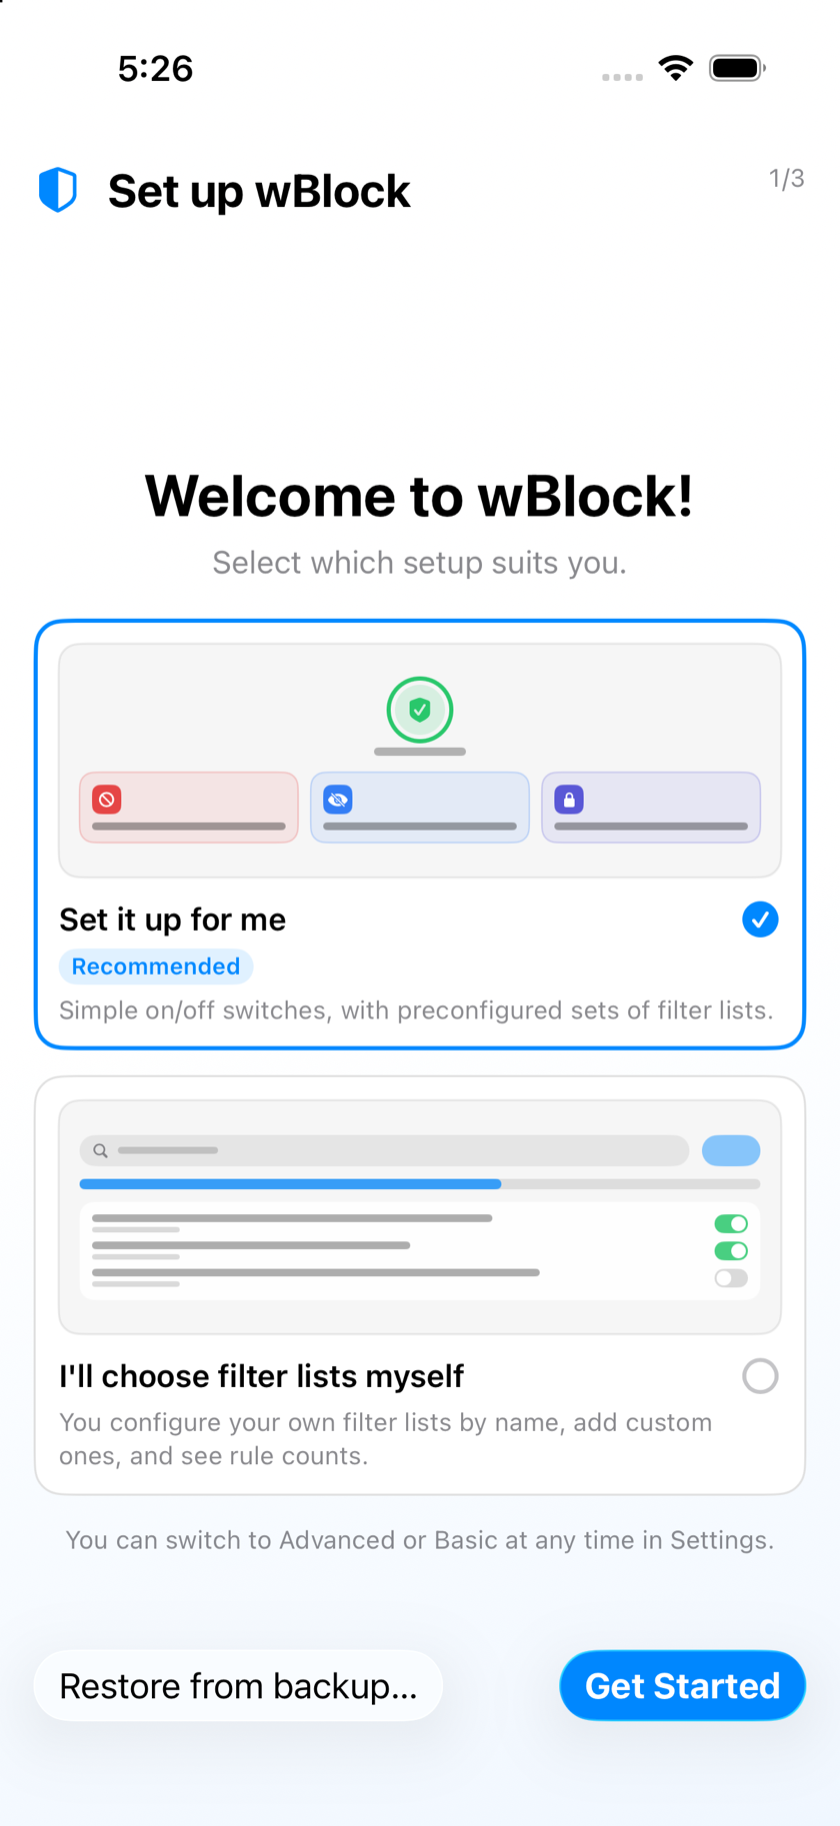 5:26
Set up wBlock
1/3
Welcome to wBlock!
Select which setup suits you.
Set it up for me
Recommended
Simple on/off switches, with preconfigured sets of filter lists.
I'll choose filter lists myself
You configure your own filter lists by name, add custom
ones, and see rule counts.
You can switch to Advanced or Basic at any time in Settings.
Restore from backup...
Get Started